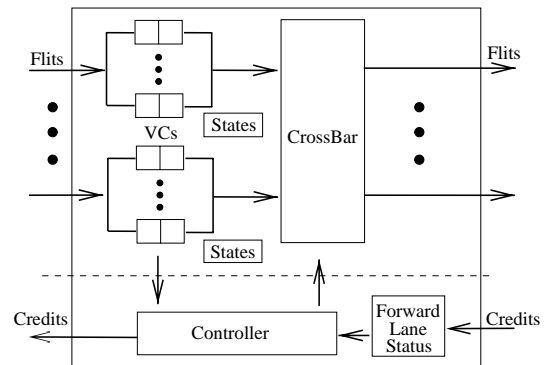 Flits
Flits
VCs
States
CrossBar
States
Credits
Controller
Forward
Lane
Status
Credits